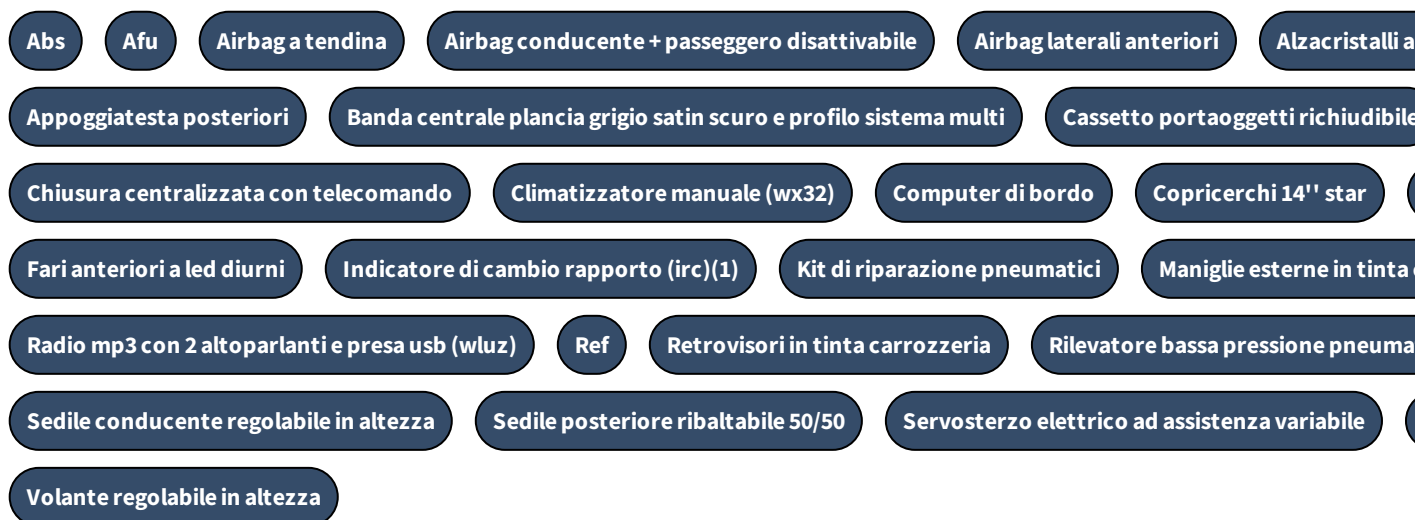 Abs Afu Airbag a tendina Airbag conducente + passeggero disattivabile Airbag laterali anteriori Alzacristalli a
Appoggiatesta posteriori Banda centrale plancia grigio satin scuro e profilo sistema multi Cassetto portaoggetti richiudibile
Chiusura centralizzata con telecomando Climatizzatore manuale (wx32) Computer di bordo Copricerchi 14'' star
Fari anteriori a led diurni Indicatore di cambio rapporto (irc)(1) Kit di riparazione pneumatici Maniglie esterne in tinta
Radio mp3 con 2 altoparlanti e presa usb (wluz) Ref Retrovisori in tinta carrozzeria Rilevatore bassa pressione pneuma
Sedile conducente regolabile in altezza Sedile posteriore ribaltabile 50/50 Servosterzo elettrico ad assistenza variabile
Volante regolabile in altezza